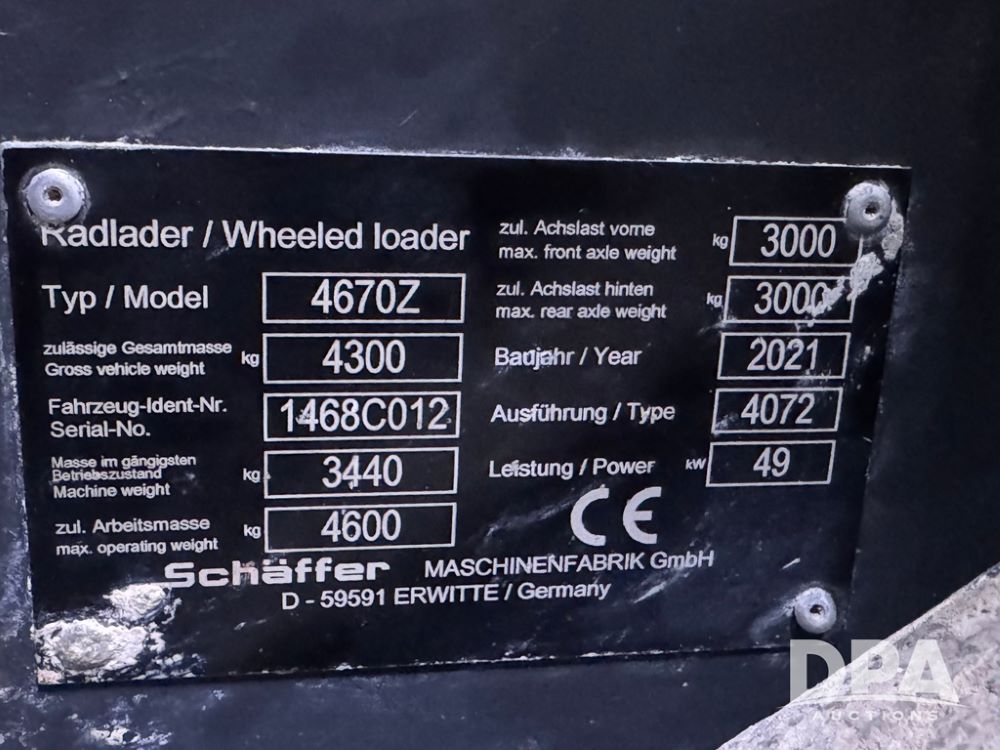 Radlader / Wheeled loader
Typ / Model 4670Z
zulässige Gesamtmasse
Gross vehicle weight kg 4300
Fahrzeug-Ident-Nr.
Serial-No. 1468C012
Masse im gängigsten
Betriebszustand
Machine weight kg 3440
zul. Arbeitsmasse
max. operating weight kg 4600
zul. Achslast vorne
max. front axle weight kg 3000
zul. Achslast hinten
max. rear axle weight kg 3000
Baujahr / Year 2021
Ausführung / Type 4072
Leistung / Power kW 49
CE
Schäffer MASCHINENFABRIK GmbH
D - 59591 ERWITTE / Germany
DPA
AUCTIONS